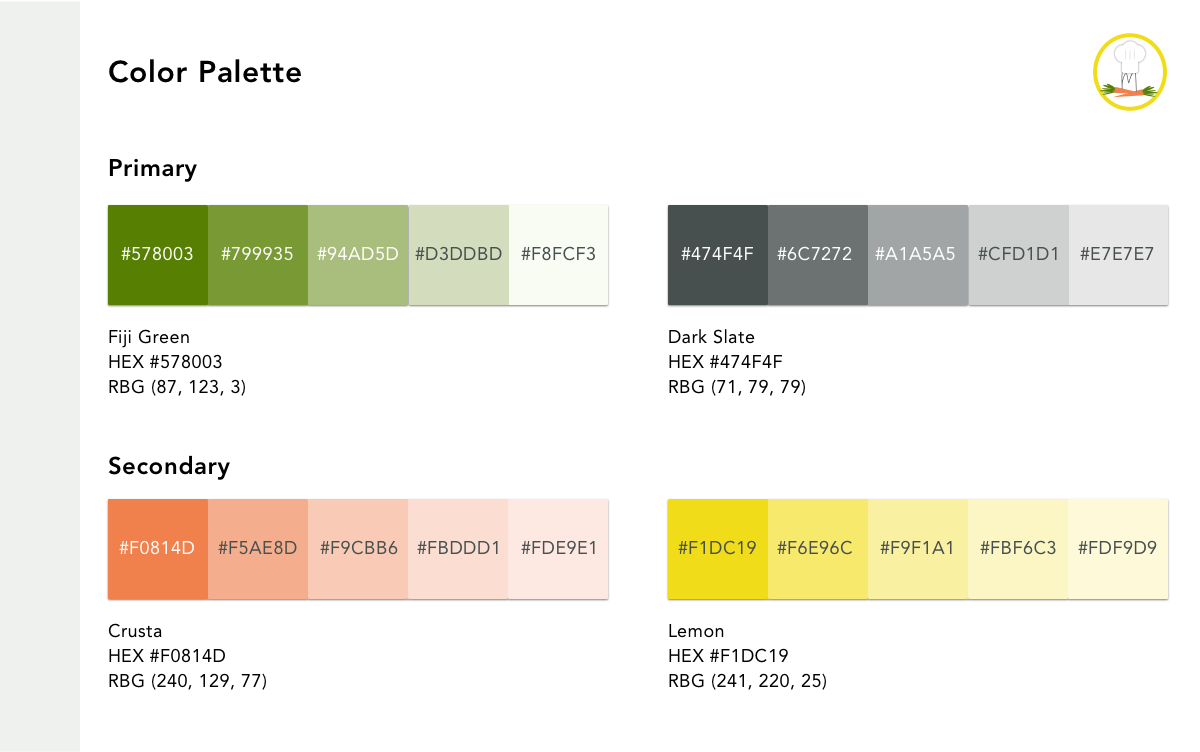 Color Palette
Primary
#578003 #799935 #94AD5D #D3DDBD #F8FCF3
Fiji Green
HEX #578003
RBG (87, 123, 3)
#474F4F #6C7272 #A1A5A5 #CFD1D1 #E7E7E7
Dark Slate
HEX #474F4F
RBG (71, 79, 79)
Secondary
#F0814D #F5AE8D #F9CBB6 #FBDDD1 #FDE9E1
Crusta
HEX #F0814D
RBG (240, 129, 77)
#F1DC19 #F6E96C #F9F1A1 #FBF6C3 #FDF9D9
Lemon
HEX #F1DC19
RBG (241, 220, 25)